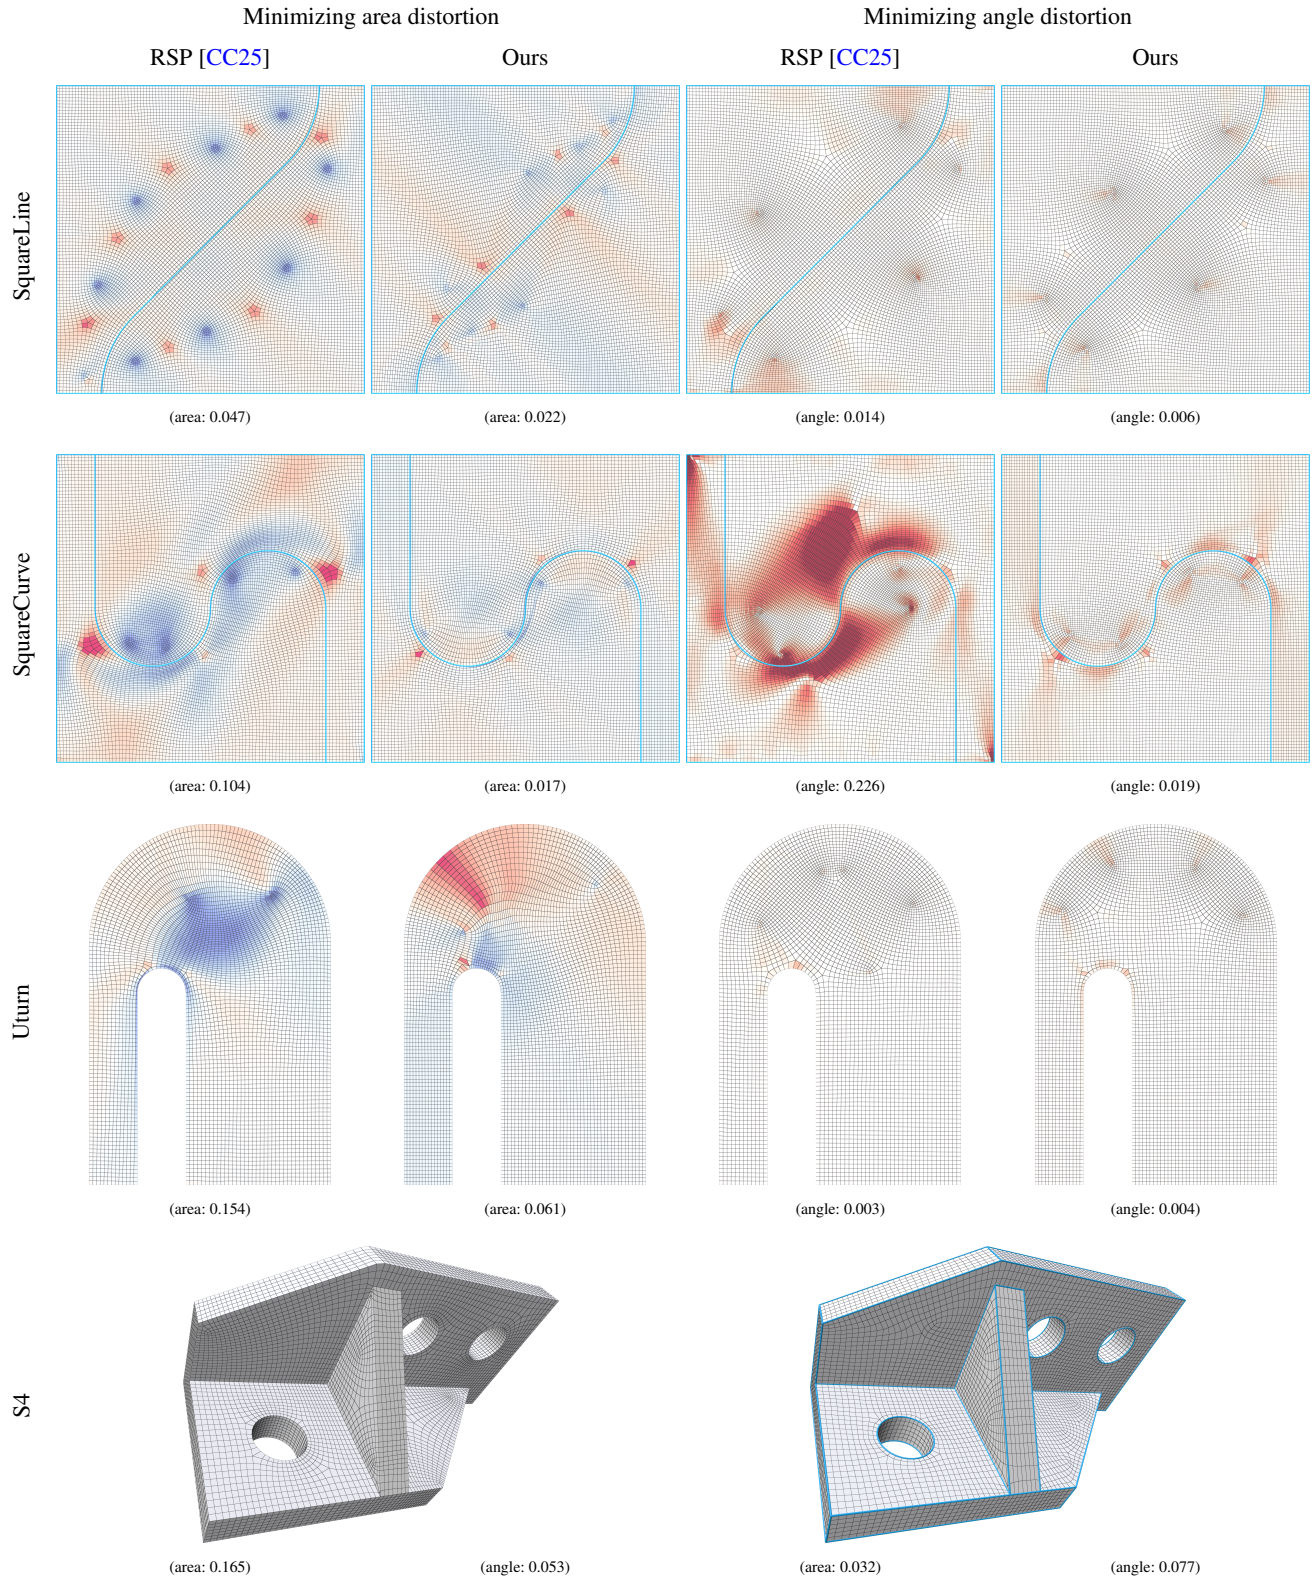 Minimizing area distortion
Minimizing angle distortion
RSP [CC25]
Ours
RSP [CC25]
Ours
SquareLine
(area: 0.047)
(area: 0.022)
(angle: 0.014)
(angle: 0.006)
SquareCurve
(area: 0.104)
(area: 0.017)
(angle: 0.226)
(angle: 0.019)
Uturn
(area: 0.154)
(area: 0.061)
(angle: 0.003)
(angle: 0.004)
S4
(area: 0.165)
(angle: 0.053)
(area: 0.032)
(angle: 0.077)